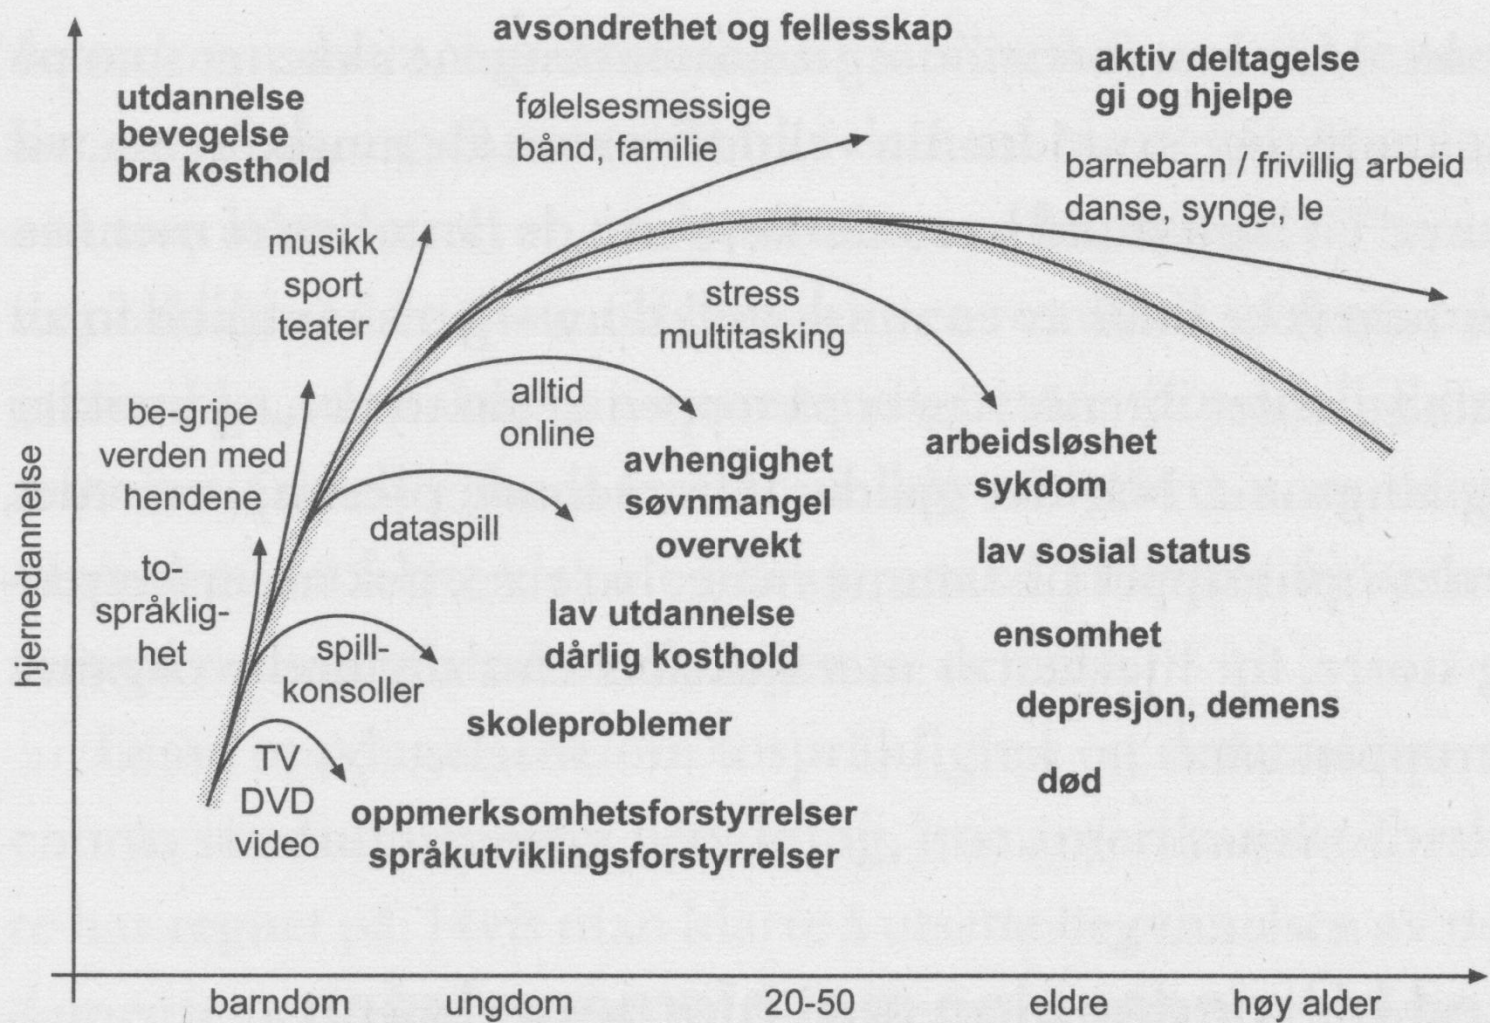 avsondrethet og fellesskap
utdannelse
bevegelse
bra kosthold
følelsesmessige
bånd, familie
aktiv deltagelse
gi og hjelpe
barnebarn / frivillig arbeid
danse, synge, le
musikk
sport
teater
stress
multitasking
be-gripe
verden med
hendene
alltid
online
avhengighet
søvnmangel
overvekt
arbeidsløshet
sykdom
dataspill
lav sosial status
to-
språklig-
het
lav utdannelse
dårlig kosthold
ensomhet
spill-
konsoller
skoleproblemer
depresjon, demens
TV
DVD
video
død
oppmerksomhetsforstyrrelser
språkutviklingsforstyrrelser
hjernedannelse
barndom
ungdom
20-50
eldre
høy alder